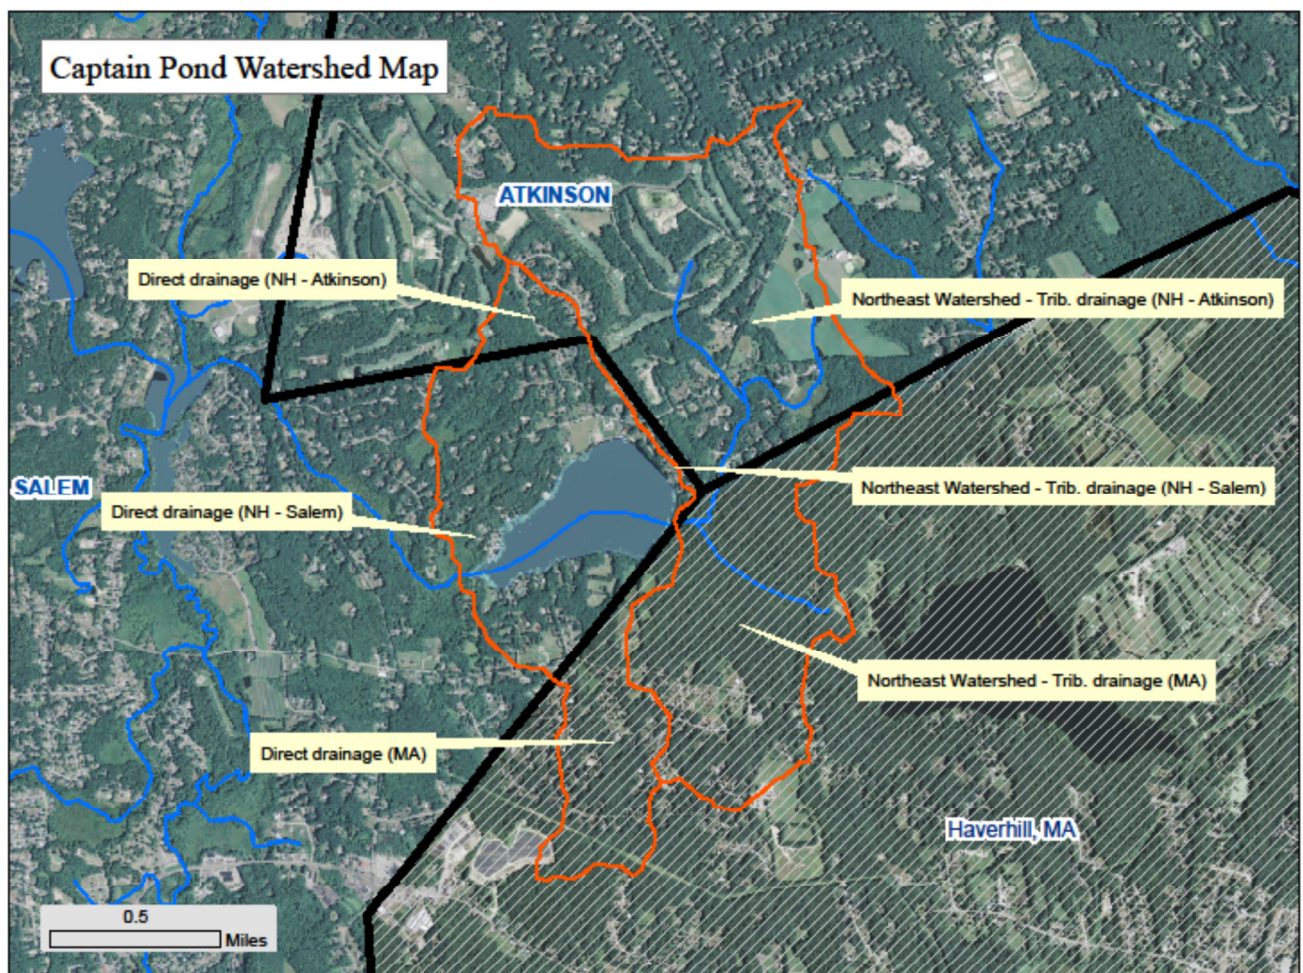 Captain Pond Watershed Map
ATKINSON
Direct drainage (NH - Atkinson)
Northeast Watershed - Trib. drainage (NH - Atkinson)
SALEM
Northeast Watershed - Trib. drainage (NH - Salem)
Direct drainage (NH - Salem)
Northeast Watershed - Trib. drainage (MA)
Direct drainage (MA)
Haverhill, MA
0.5
Miles